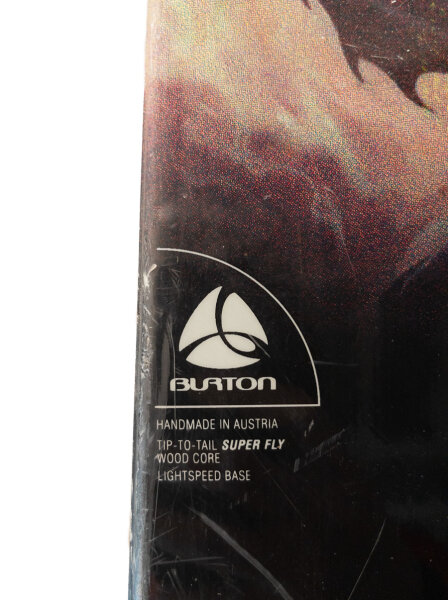 BURTON
HANDMADE IN AUSTRIA
TIP-TO-TAIL SUPER FLY
WOOD CORE
LIGHTSPEED BASE